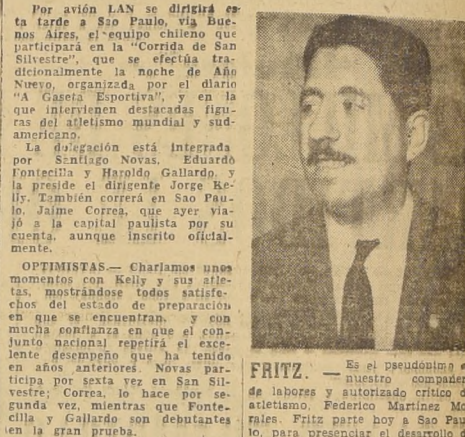 Por avión LAN se dirigirá es-
ta tarde a Sao Paulo, vía Bue-
nos Aires, el equipo chileno que
participará en la "Corrida de San
Silvestre", que se efectúa tra-
dicionalmente la noche de Año
Nuevo, organizada por el diario
"A Gaseta Esportiva", y en la
que intervienen destacadas figu-
ras del atletismo mundial y sud-
americano.
La delegación está integrada
por Santiago Novas, Eduardo
Fontecilla y Haroldo Gallardo, y
la preside el dirigente Jorge Ke-
lly. También correrá en Sao Pau-
lo, Jaime Correa, que ayer via-
jó a la capital paulista por su
cuenta, aunque inscrito oficial-
mente.
OPTIMISTAS.— Charlamos unos
momentos con Kelly y sus atle-
tas, mostrándose todos satisfe-
chos del estado de preparación
en que se encuentran, y con
mucha confianza en que el con-
junto nacional repetirá el exce-
lente desempeño que ha tenido
en años anteriores. Novas par-
ticipa por sexta vez en San Sil-
vestre; Correa, lo hace por se-
gunda vez, mientras que Fonte-
cilla y Gallardo son debutantes
en la gran prueba.
FRITZ. — Es el pseudónimo
nuestro compañer
de labores y autorizado crítico d
atletismo, Federico Martínez Mo
rales. Fritz parte hoy a Sao Pau
lo, para presenciar el desarrollo d